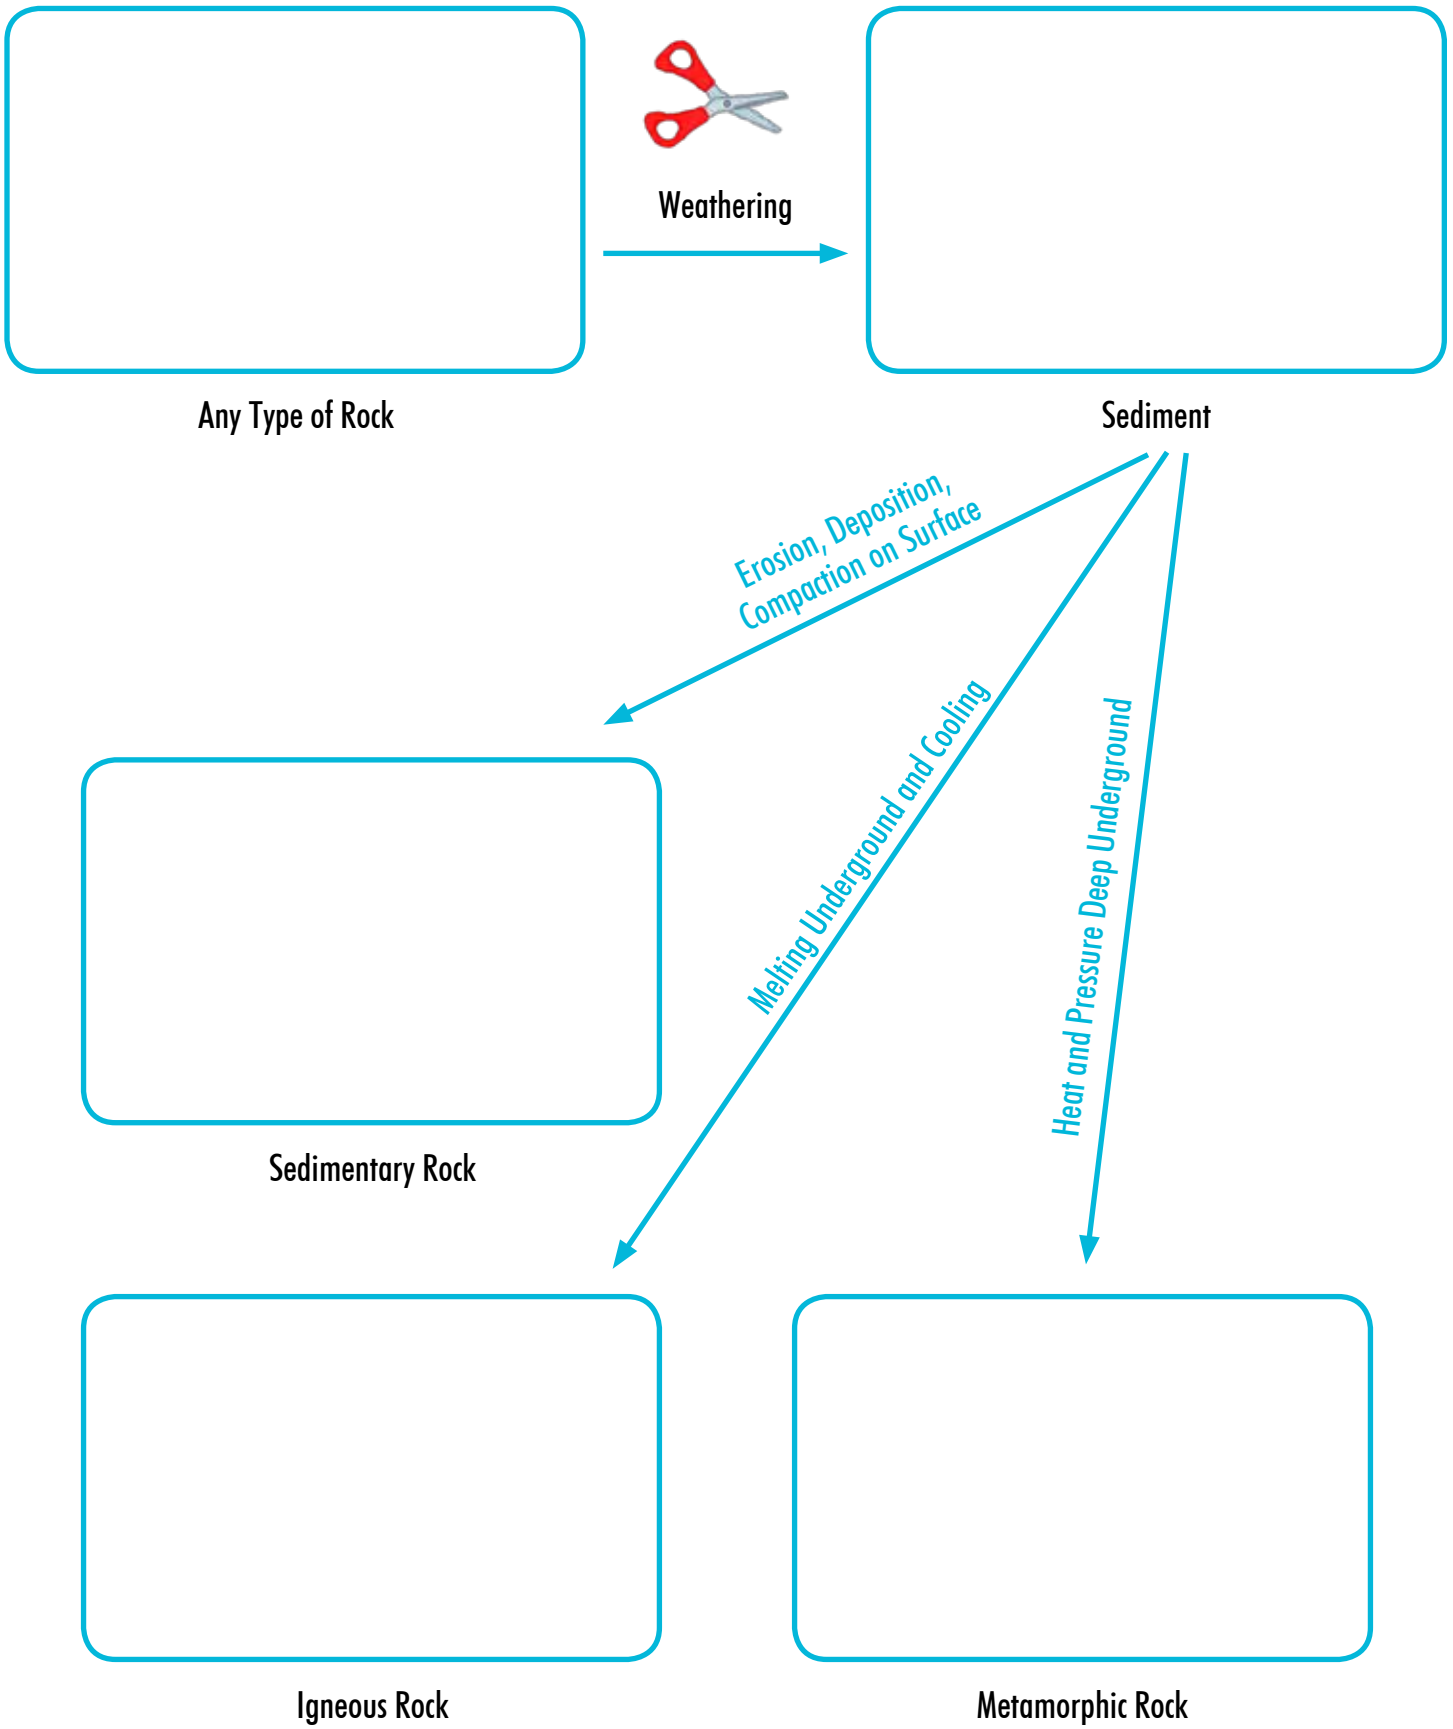 Weathering
Any Type of Rock
Sediment
Erosion, Deposition,
Compaction on Surface
Melting Underground and Cooling
Heat and Pressure Deep Underground
Sedimentary Rock
Igneous Rock
Metamorphic Rock